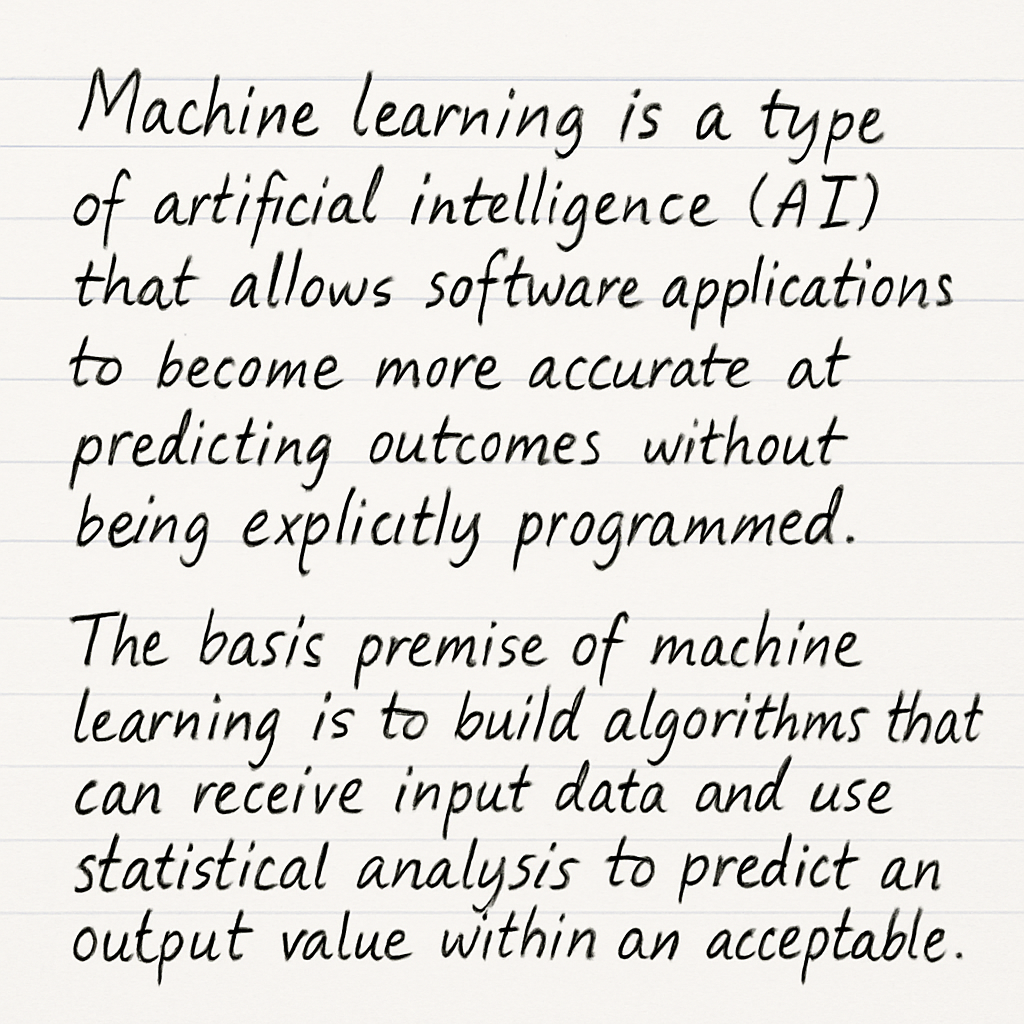 Machine learning is a type
of artificial intelligence (AI)
that allows software applications
to become more accurate at
predicting outcomes without
being explicitly programmed.
The basis premise of machine
learning is to build algorithms that
can receive input data and use
statistical analysis to predict an
output value within an acceptable.